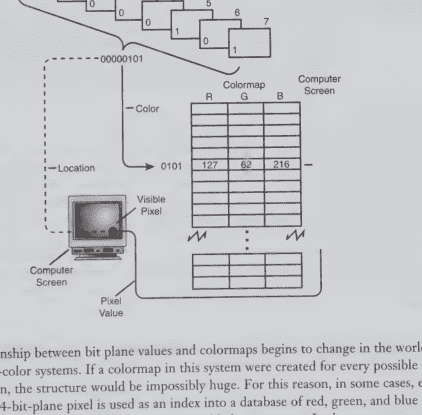 5
6
7
0
0
0
1
0
1
00000101
Colormap
Computer
Screen
R G B
Color
0101 127 62 216
Location
Visible
Pixel
Computer
Screen
Pixel
Value
nship between bit plane values and colormaps begins to change in the world
-color systems. If a colormap in this system were created for every possible
n, the structure would be impossibly huge. For this reason, in some cases, e
4-bit-plane pixel is used as an index into a database of red, green, and blue